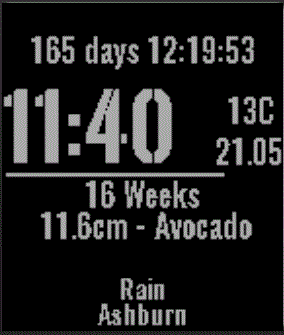 165 days 12:19:53
11:40
13C
21.05
16 Weeks
11.6cm - Avocado
Rain
Ashburn